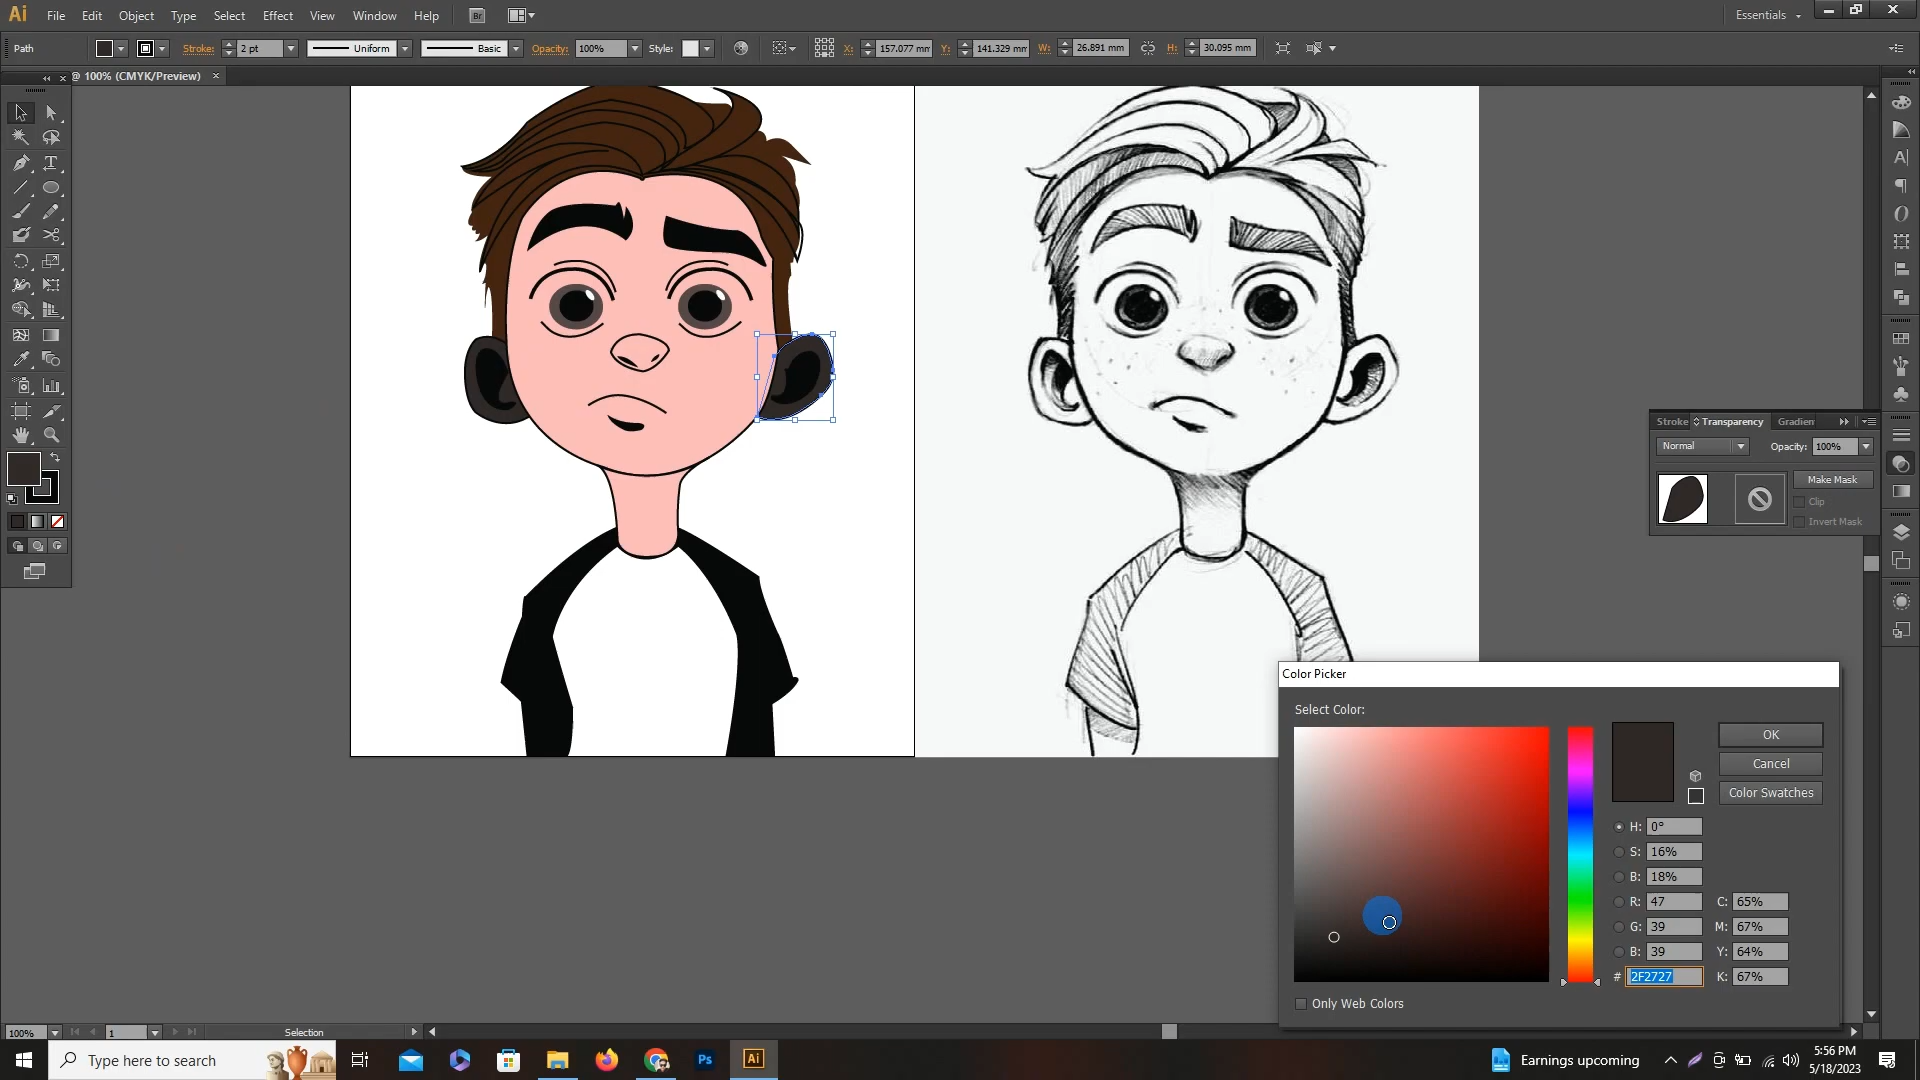 Ai File Edit Object Type Select Effect View Window Help Br Essentials
Path Stroke: 2 pt Uniform Basic Opacity: 100% Style: X: 157.077 mm Y: 141.329 mm W: 26.891 mm H: 30.095 mm
@ 100% (CMYK/Preview) ×
Stroke Transparency Gradien
Normal Opacity: 100%
Make Mask
Clip
Invert Mask
Color Picker
Select Color:
OK
Cancel
Color Swatches
H: 0°
S: 16%
B: 18%
R: 47 C: 65%
G: 39 M: 67%
B: 39 Y: 64%
# 2F2727 K: 67%
Only Web Colors
100% 1 Selection
Type here to search Ps Ai Earnings upcoming 5:56 PM
5/18/2023